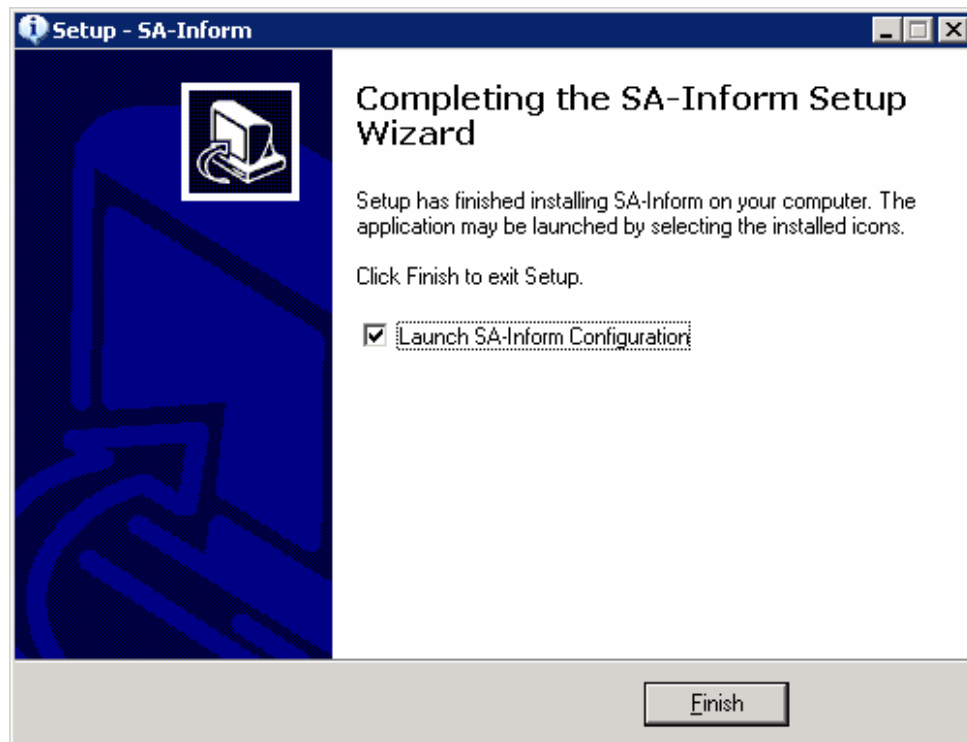 Setup - SA-Inform
Completing the SA-Inform Setup
Wizard
Setup has finished installing SA-Inform on your computer. The
application may be launched by selecting the installed icons.
Click Finish to exit Setup.
Launch SA-Inform Configuration
Finish